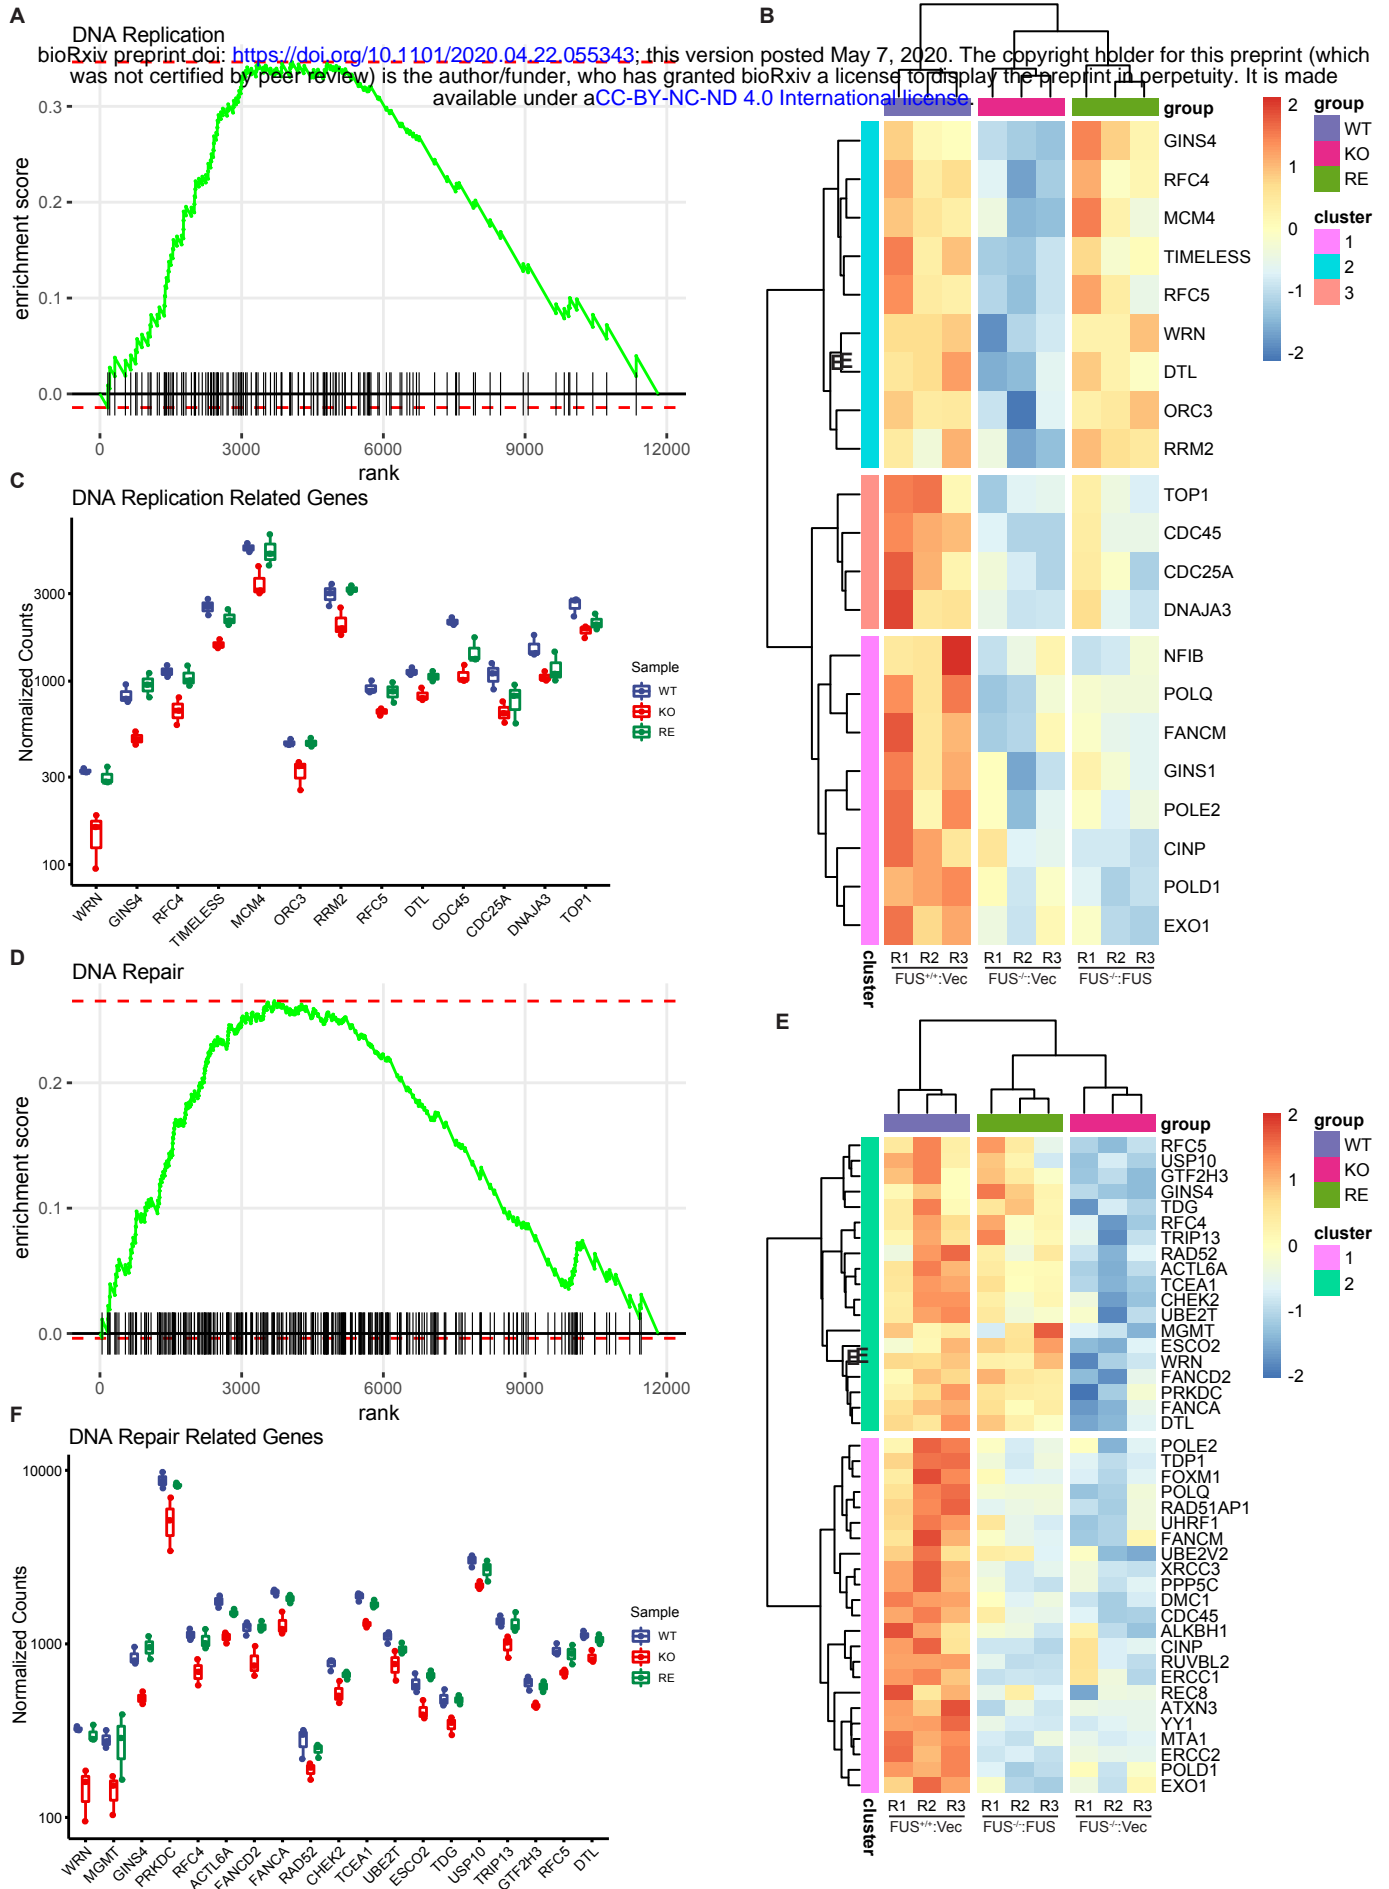 A
DNA Replication
bioRxiv preprint doi: https://doi.org/10.1101/2020.04.22.055343; this version posted May 7, 2020. The copyright holder for this preprint (which
was not certified by peer review) is the author/funder, who has granted bioRxiv a license to display the preprint in perpetuity. It is made
available under aCC-BY-NC-ND 4.0 International license.
enrichment score
0.3
0.2
0.1
0.0
0 3000 6000 9000 12000
rank
B
group
GINS4
RFC4
MCM4
TIMELESS
RFC5
WRN
DTL
ORC3
RRM2
TOP1
CDC45
CDC25A
DNAJA3
NFIB
POLQ
FANCM
GINS1
POLE2
CINP
POLD1
EXO1
cluster
R1 R2 R3 R1 R2 R3 R1 R2 R3
FUS+/+:Vec FUS-/-:Vec FUS-/-:FUS
2
1
0
-1
-2
group
WT
KO
RE
cluster
1
2
3
C
DNA Replication Related Genes
Normalized Counts
3000
1000
300
100
WRN GINS4 RFC4 TIMELESS MCM4 ORC3 RRM2 RFC5 DTL CDC45 CDC25A DNAJA3 TOP1
Sample
WT
KO
RE
D
DNA Repair
enrichment score
0.2
0.1
0.0
0 3000 6000 9000 12000
rank
E
group
RFC5
USP10
GTF2H3
GINS4
TDG
RFC4
TRIP13
RAD52
ACTL6A
TCEA1
CHEK2
UBE2T
MGMT
ESCO2
WRN
FANCD2
PRKDC
FANCA
DTL
POLE2
TDP1
FOXM1
POLQ
RAD51AP1
UHRF1
FANCM
UBE2V2
XRCC3
PPP5C
DMC1
CDC45
ALKBH1
CINP
RUVBL2
ERCC1
REC8
ATXN3
YY1
MTA1
ERCC2
POLD1
EXO1
cluster
R1 R2 R3 R1 R2 R3 R1 R2 R3
FUS+/+:Vec FUS-/-:FUS FUS-/-:Vec
2
1
0
-1
-2
group
WT
KO
RE
cluster
1
2
F
DNA Repair Related Genes
Normalized Counts
10000
1000
100
WRN MGMT GINS4 PRKDC RFC4 ACTL6A FANCD2 FANCA RAD52 CHEK2 TCEA1 UBE2T ESCO2 TDG USP10 TRIP13 GTF2H3 RFC5 DTL
Sample
WT
KO
RE